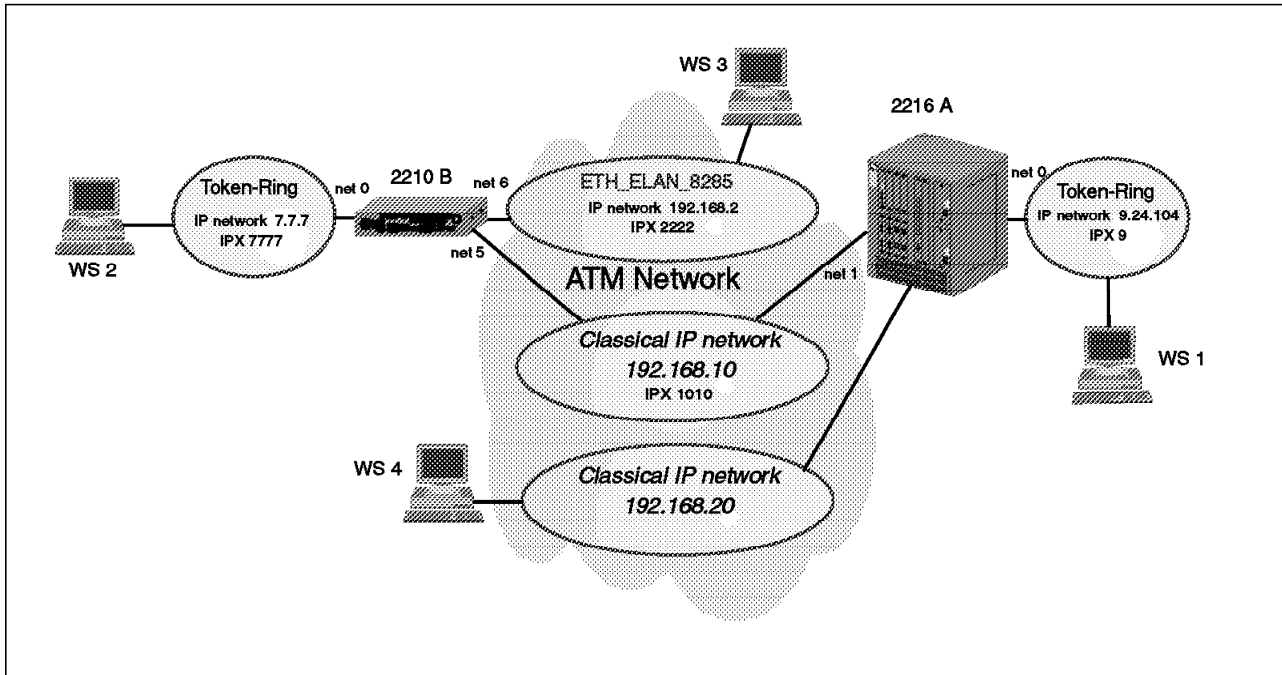 WS 3
2216 A
Token-Ring
IP network 7.7.7
IPX 7777
net 0
2210 B
net 6
net 5
ETH_ELAN_8285
IP network 192.168.2
IPX 2222
net 0
Token-Ring
IP network 9.24.104
IPX 9
WS 2
ATM Network
net 1
Classical IP network
192.168.10
IPX 1010
WS 1
WS 4
Classical IP network
192.168.20